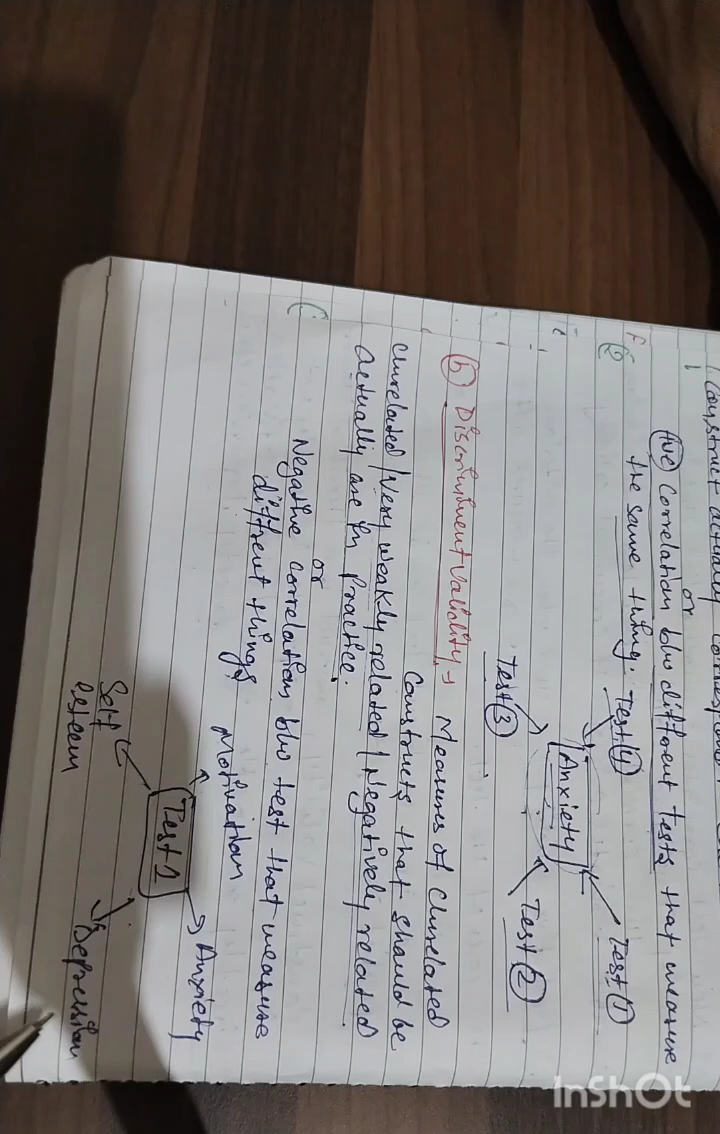 Construct actually
or
(+ve) Correlation b/w different tests that measure
the same thing.
Test ④
Test ①
Anxiety
Test ③
Test ②
ⓑ Discriminent Validity → Measures of Unrelated
Constructs that should be
Unrelated / Very weakly related / Negatively related
Actually are in Practice.
or
Negative correlation b/w test that measure
different things
Motivation
Anxiety
Test 1
Self
Esteem
Depression
InShOt